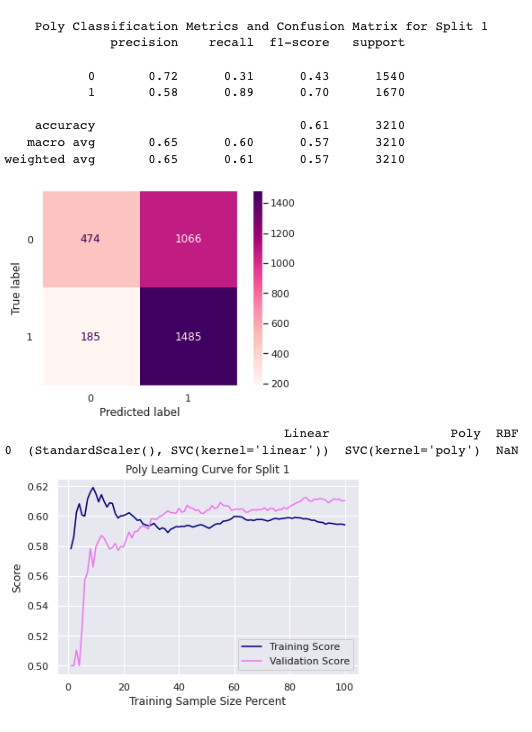 Poly Classification Metrics and Confusion Matrix for Split 1
precision recall f1-score support
0 0.72 0.31 0.43 1540
1 0.58 0.89 0.70 1670
accuracy 0.61 3210
macro avg 0.65 0.60 0.57 3210
weighted avg 0.65 0.61 0.57 3210
1400
1200
1000
800
600
400
200
True label
0
1
474 1066
185 1485
0 1
Predicted label
Linear Poly RBF
0 (StandardScaler(), SVC(kernel='linear')) SVC(kernel='poly') NaN
Poly Learning Curve for Split 1
0.62
0.60
0.58
0.56
0.54
0.52
0.50
Score
Training Score
Validation Score
0 20 40 60 80 100
Training Sample Size Percent